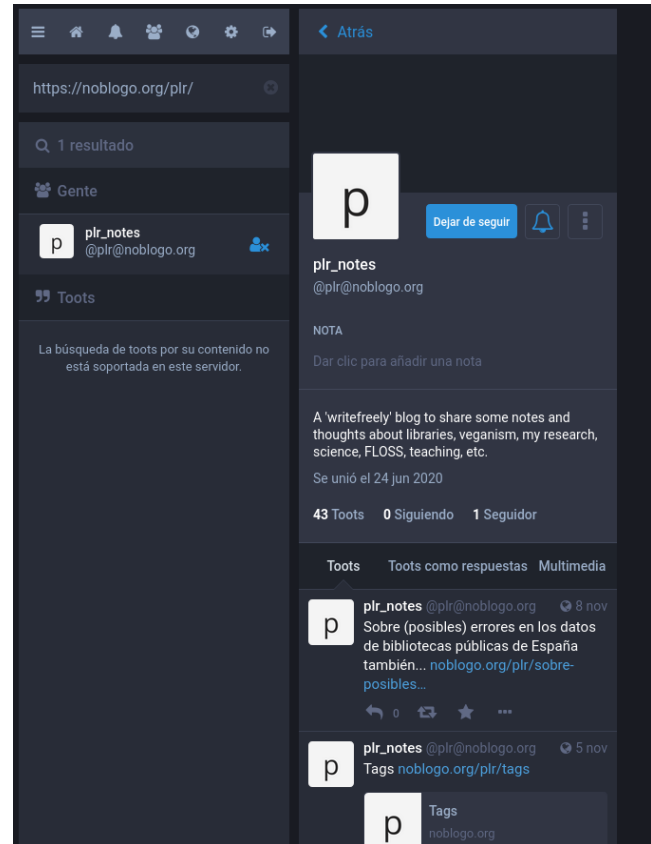 https://noblogo.org/plr/
1 resultado
Gente
p
plr_notes
@plr@noblogo.org
Toots
La búsqueda de toots por su contenido no
está soportada en este servidor.
Atrás
p
Dejar de seguir
plr_notes
@plr@noblogo.org
NOTA
Dar clic para añadir una nota
A 'writefreely' blog to share some notes and
thoughts about libraries, veganism, my research,
science, FLOSS, teaching, etc.
Se unió el 24 jun 2020
43 Toots 0 Siguiendo 1 Seguidor
Toots Toots como respuestas Multimedia
p
plr_notes @plr@noblogo.org 8 nov
Sobre (posibles) errores en los datos
de bibliotecas públicas de España
también... noblogo.org/plr/sobre-
posibles…
0
p
plr_notes @plr@noblogo.org 5 nov
Tags noblogo.org/plr/tags
p
Tags
noblogo.org